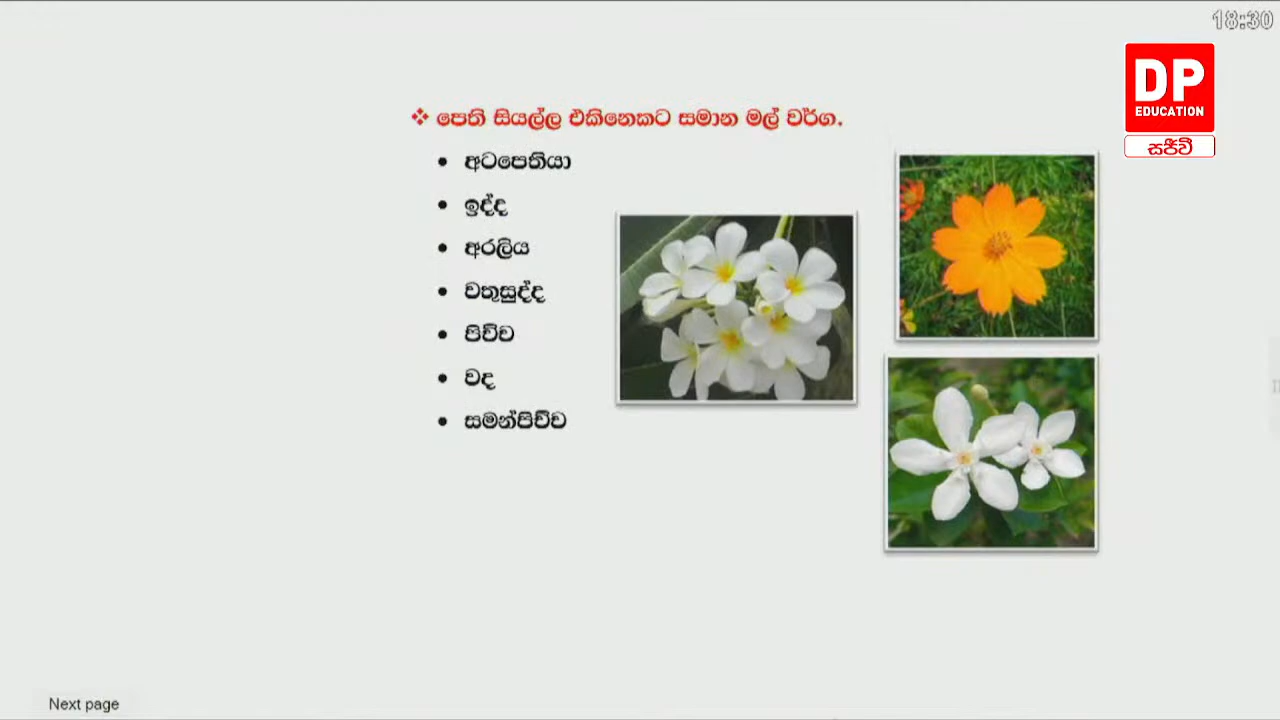 18:30
DP
EDUCATION
සජීවී
❖ පෙති සියල්ල එකිනෙකට සමාන මල් වර්ග.
• අටපෙතියා
• ඉද්ද
• අරලිය
• වතුසුද්ද
• පිච්ච
• වද
• සමන්පිච්ච
Next page